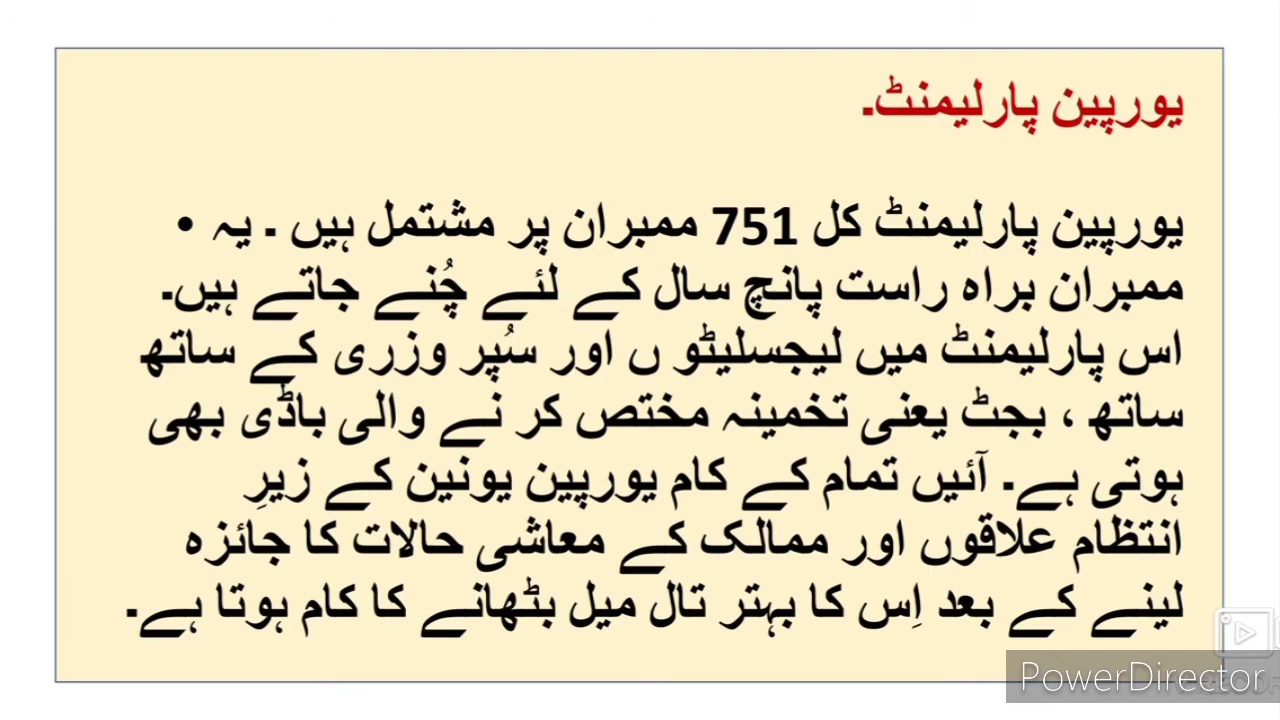 یورپین پارلیمنٹ۔
یورپین پارلیمنٹ کل 751 ممبران پر مشتمل ہیں ۔ یہ •
ممبران براہ راست پانچ سال کے لئے چُنے جاتے ہیں۔
اس پارلیمنٹ میں لیجسلیٹو ں اور سُپر وزری کے ساتھ
ساتھ ، بجٹ یعنی تخمینہ مختص کر نے والی باڈی بھی
ہوتی ہے۔ آئیں تمام کے کام یورپین یونین کے زیرِ
انتظام علاقوں اور ممالک کے معاشی حالات کا جائزہ
لینے کے بعد اِس کا بہتر تال میل بٹھانے کا کام ہوتا ہے۔
PowerDirector